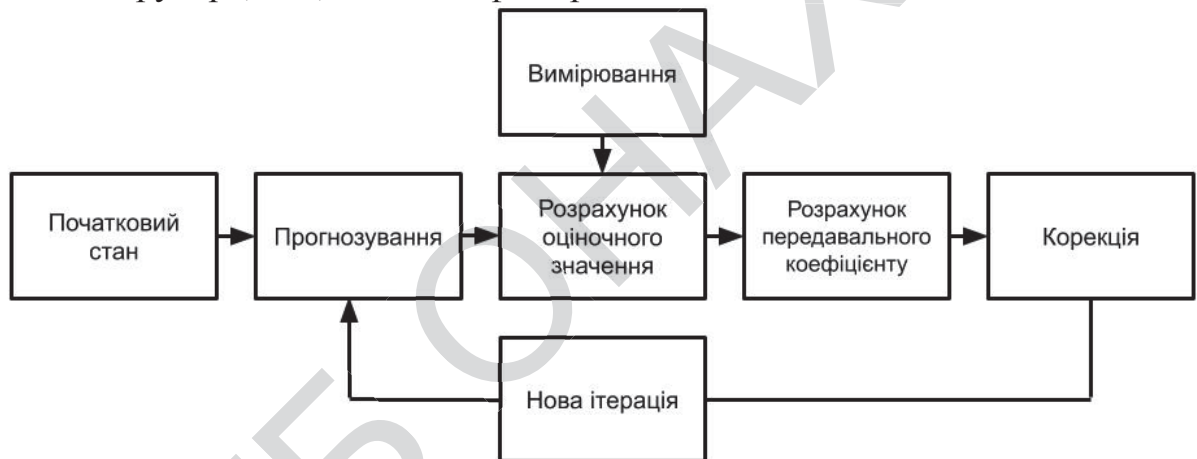 Вимірювання
Початковий
стан
Прогнозування
Розрахунок
оціночного
значення
Розрахунок
передавального
коефіцієнту
Корекція
Нова ітерація